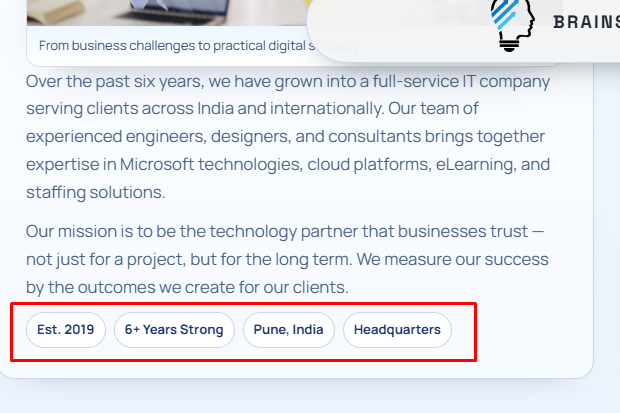 From business challenges to practical digital
BRAINS
Over the past six years, we have grown into a full-service IT company
serving clients across India and internationally. Our team of
experienced engineers, designers, and consultants brings together
expertise in Microsoft technologies, cloud platforms, eLearning, and
staffing solutions.
Our mission is to be the technology partner that businesses trust —
not just for a project, but for the long term. We measure our success
by the outcomes we create for our clients.
Est. 2019
6+ Years Strong
Pune, India
Headquarters